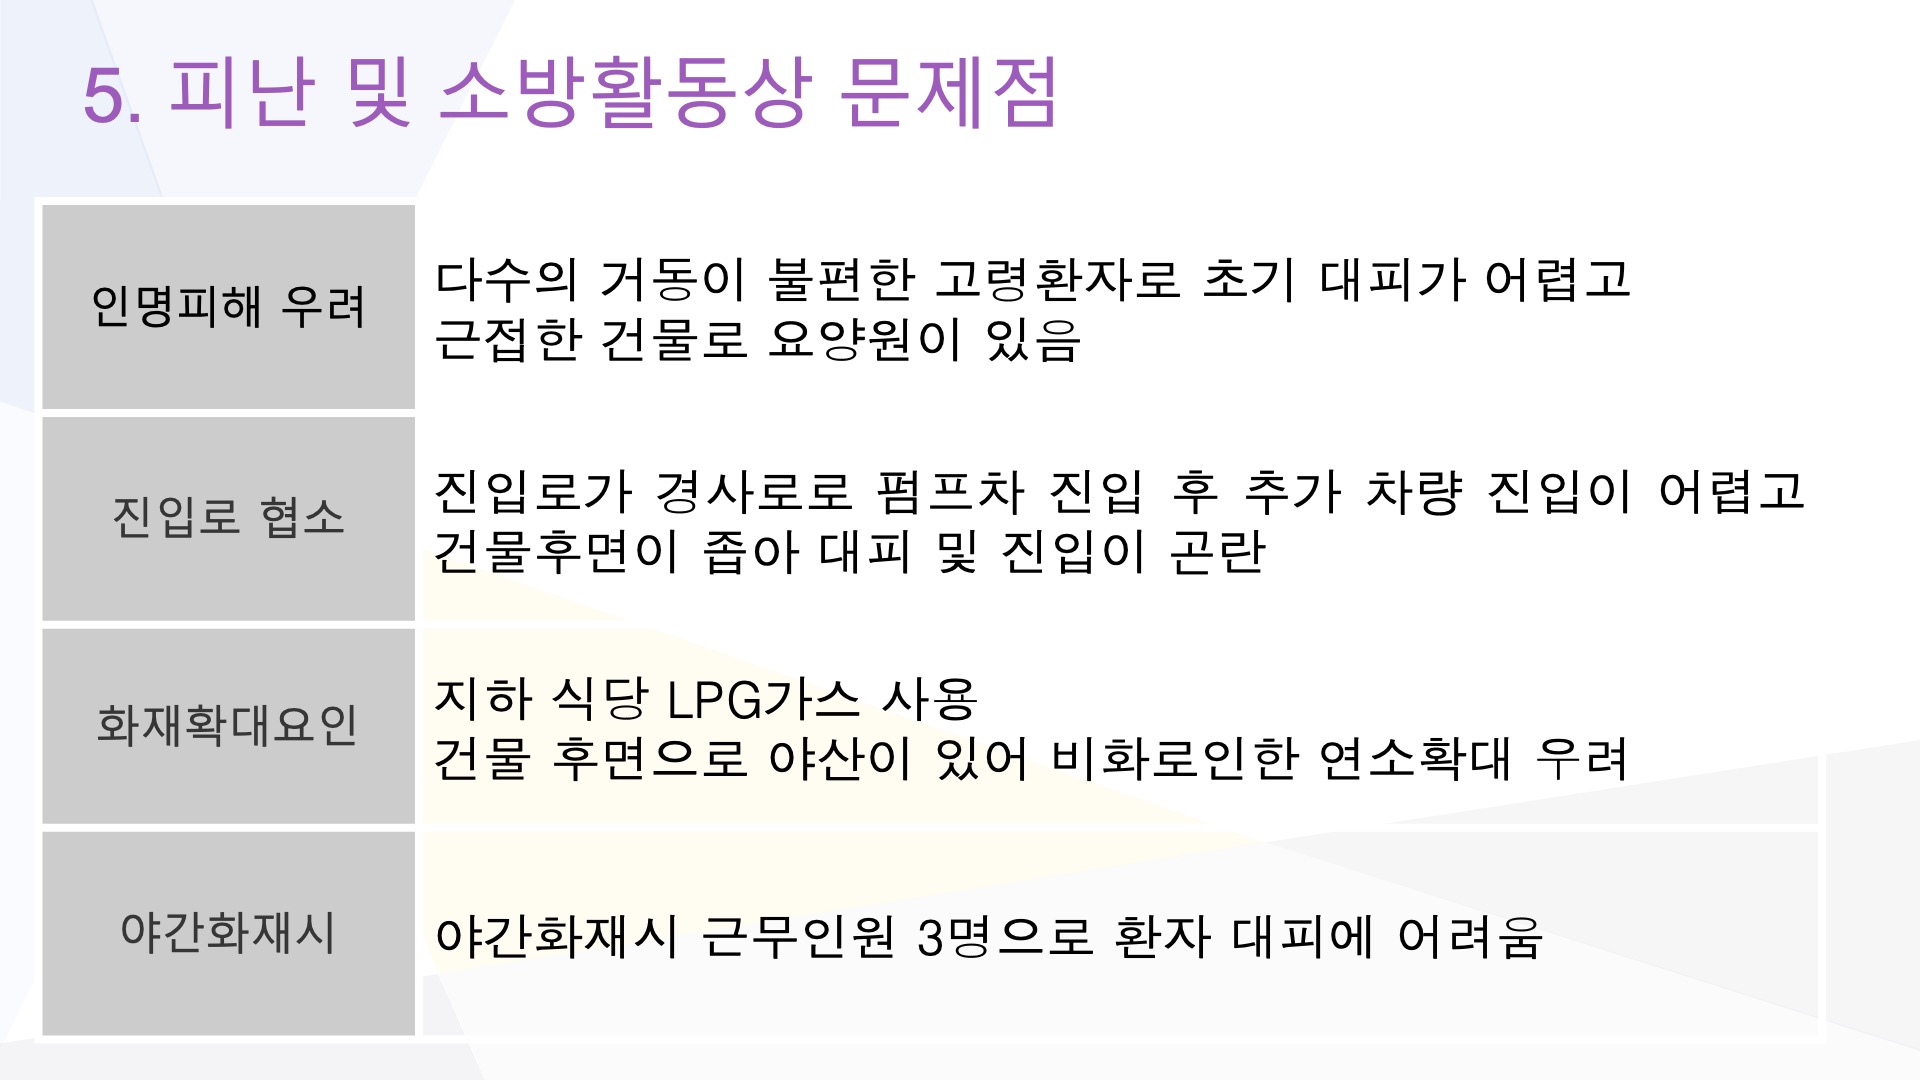 5. 피난 및 소방활동상 문제점
인명피해 우려
다수의 거동이 불편한 고령환자로 초기 대피가 어렵고
근접한 건물로 요양원이 있음
진입로 협소
진입로가 경사로로 펌프차 진입 후 추가 차량 진입이 어렵고
건물후면이 좁아 대피 및 진입이 곤란
화재확대요인
지하 식당 LPG가스 사용
건물 후면으로 야산이 있어 비화로인한 연소확대 우려
야간화재시
야간화재시 근무인원 3명으로 환자 대피에 어려움